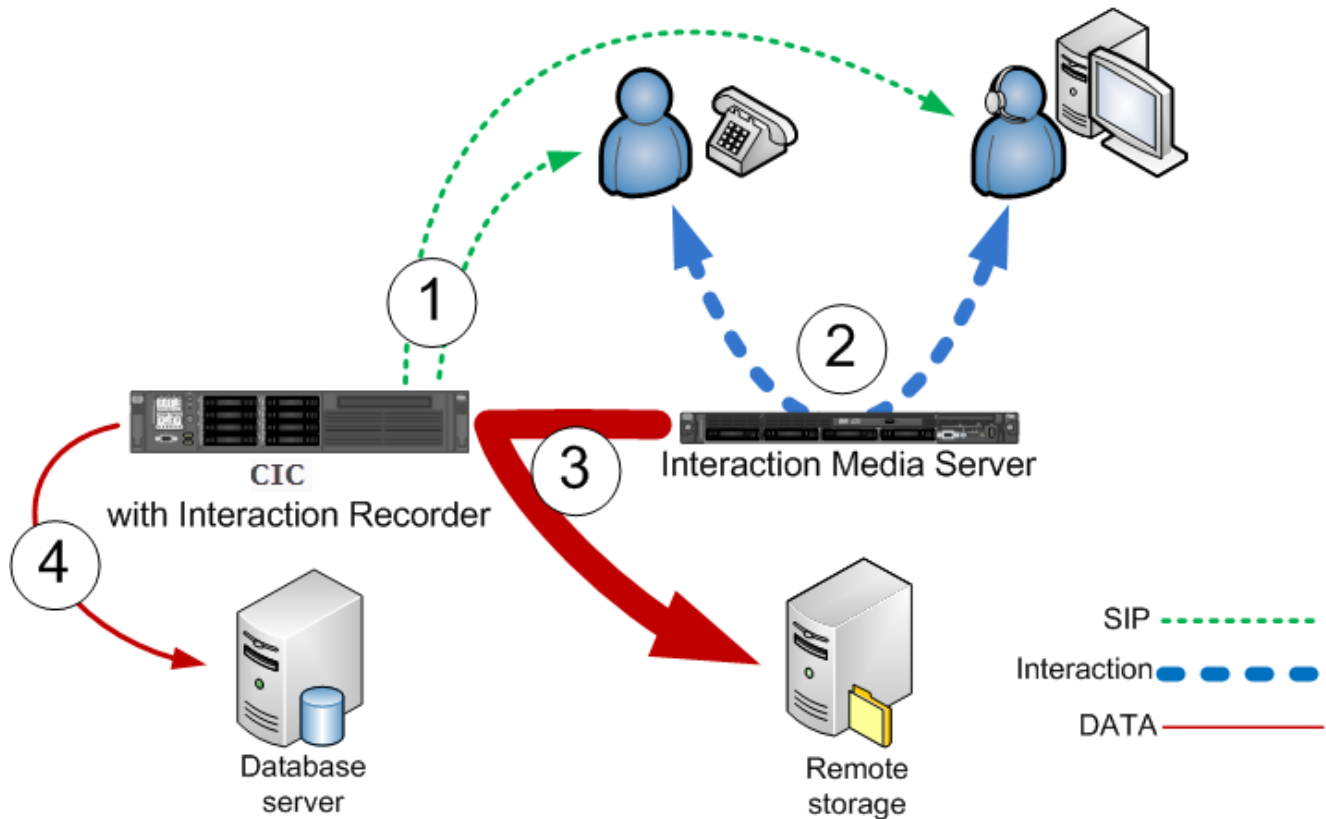 1
2
CIC
with Interaction Recorder
Interaction Media Server
3
4
Database
server
Remote
storage
SIP
Interaction
DATA